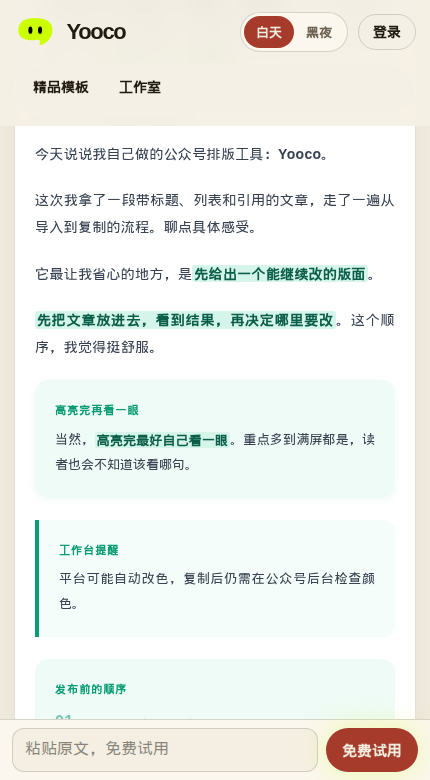 Yooco
白天 黑夜
登录
精品模板 工作室
今天说说我自己做的公众号排版工具：Yooco。
这次我拿了一段带标题、列表和引用的文章，走了一遍从
导入到复制的流程。聊点具体感受。
它最让我省心的地方，是先给出一个能继续改的版面。
先把文章放进去，看到结果，再决定哪里要改。这个顺
序，我觉得挺舒服。
高亮完再看一眼
当然，高亮完最好自己看一眼。重点多到满屏都是，读
者也会不知道该看哪句。
工作台提醒
平台可能自动改色，复制后仍需在公众号后台检查颜
色。
发布前的顺序
粘贴原文，免费试用
免费试用